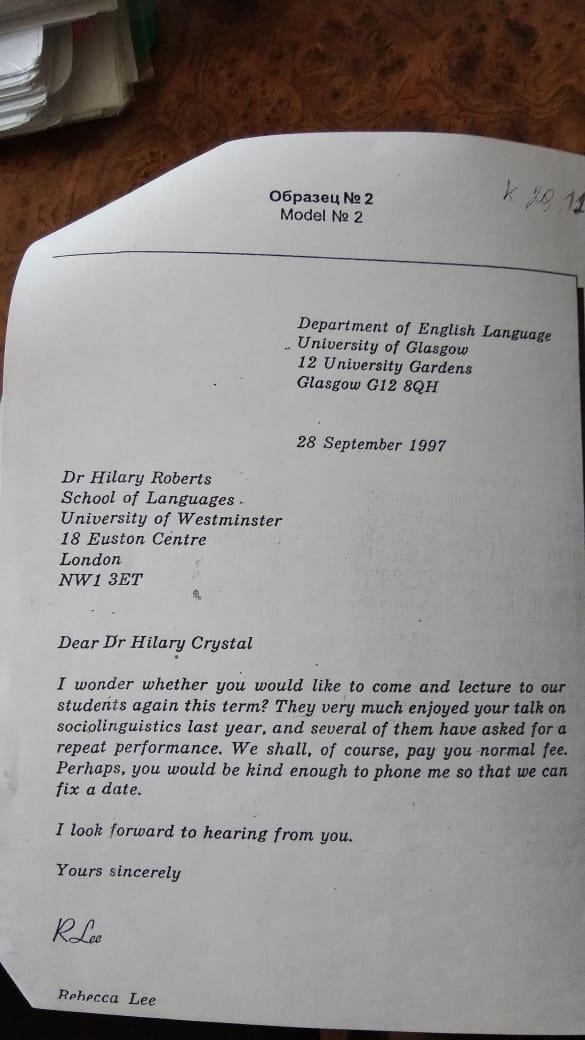 Образец № 2
Model № 2
Department of English Language
University of Glasgow
12 University Gardens
Glasgow G12 8QH
28 September 1997
Dr Hilary Roberts
School of Languages
University of Westminster
18 Euston Centre
London
NW1 3ET
Dear Dr Hilary Crystal
I wonder whether you would like to come and lecture to our
students again this term? They very much enjoyed your talk on
sociolinguistics last year, and several of them have asked for a
repeat performance. We shall, of course, pay you normal fee.
Perhaps, you would be kind enough to phone me so that we can
fix a date.
I look forward to hearing from you.
Yours sincerely
RLee
Rebecca Lee